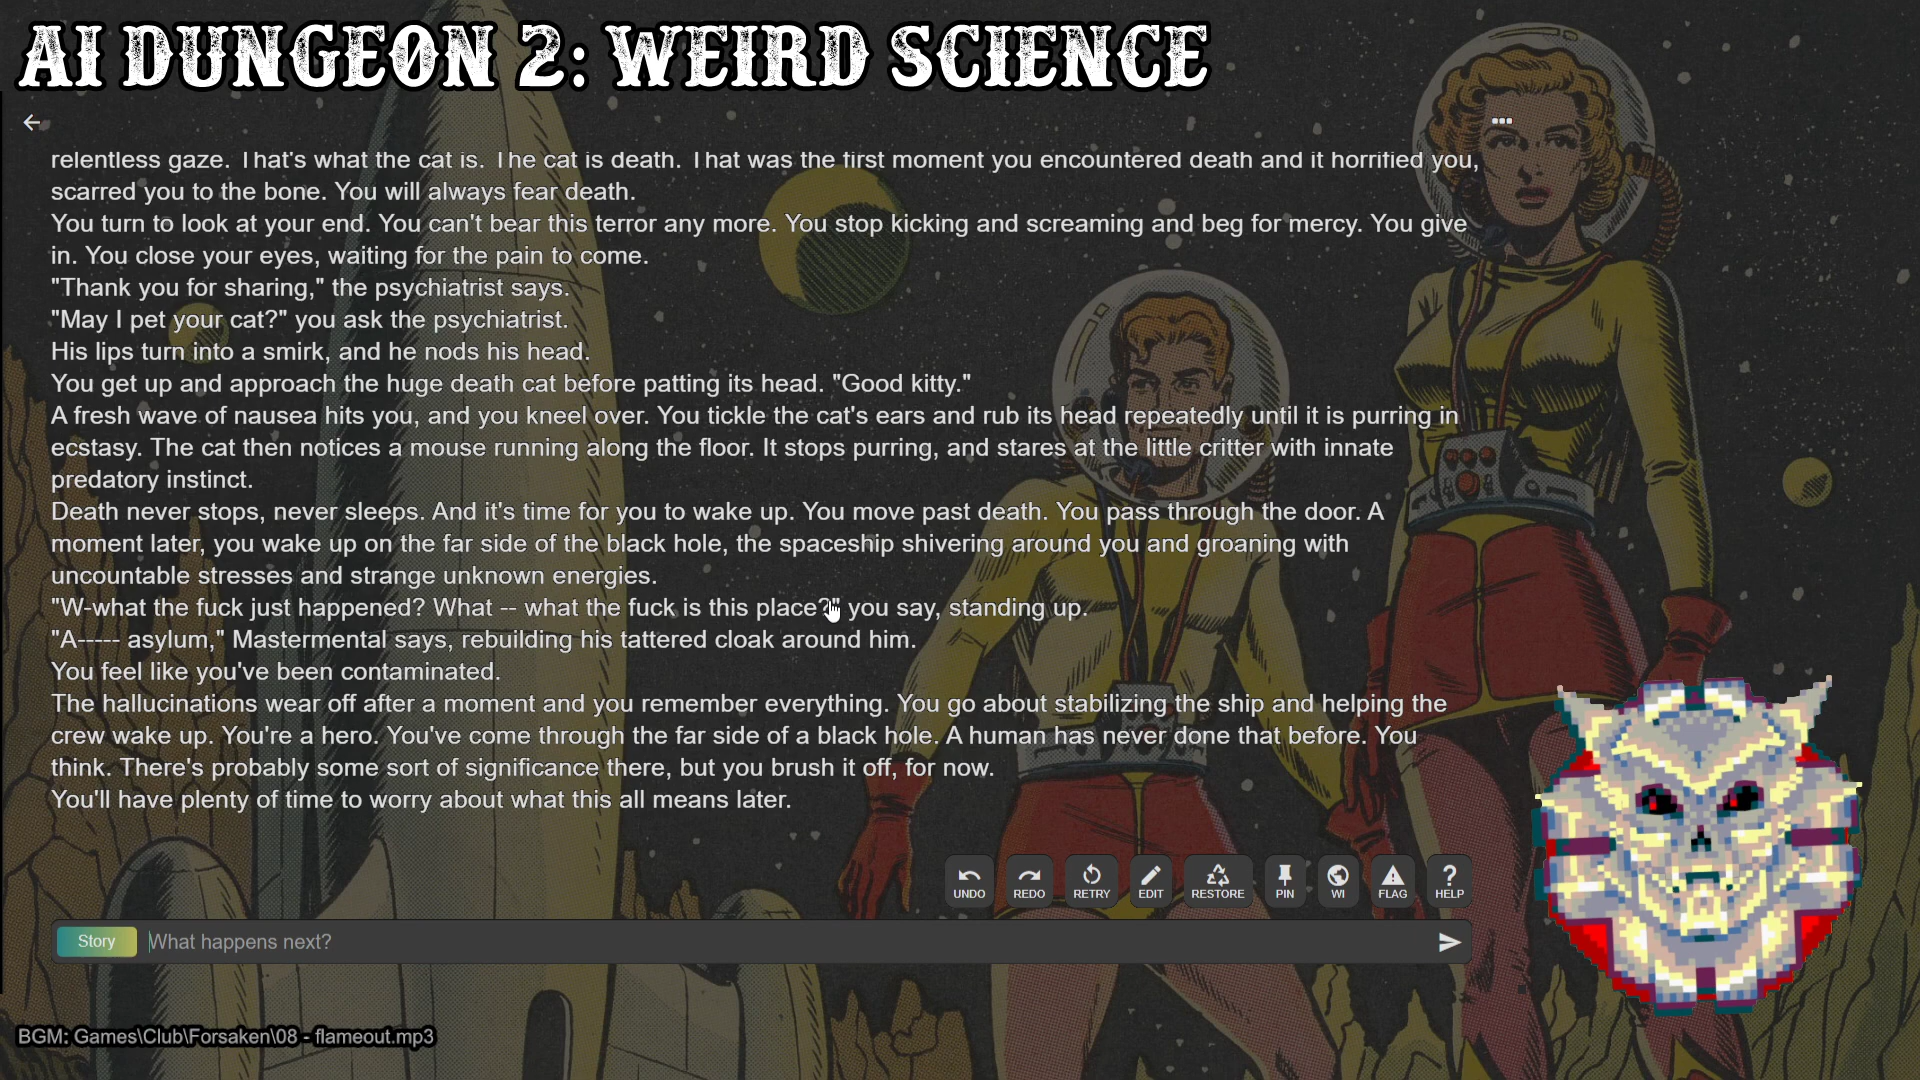 AI DUNGEON 2: WEIRD SCIENCE
relentless gaze. That's what the cat is. The cat is death. That was the first moment you encountered death and it horrified you,
scarred you to the bone. You will always fear death.
You turn to look at your end. You can't bear this terror any more. You stop kicking and screaming and beg for mercy. You give
in. You close your eyes, waiting for the pain to come.
"Thank you for sharing," the psychiatrist says.
"May I pet your cat?" you ask the psychiatrist.
His lips turn into a smirk, and he nods his head.
You get up and approach the huge death cat before patting its head. "Good kitty."
A fresh wave of nausea hits you, and you kneel over. You tickle the cat's ears and rub its head repeatedly until it is purring in
ecstasy. The cat then notices a mouse running along the floor. It stops purring, and stares at the little critter with innate
predatory instinct.
Death never stops, never sleeps. And it's time for you to wake up. You move past death. You pass through the door. A
moment later, you wake up on the far side of the black hole, the spaceship shivering around you and groaning with
uncountable stresses and strange unknown energies.
"W-what the fuck just happened? What -- what the fuck is this place?" you say, standing up.
"A----- asylum," Mastermental says, rebuilding his tattered cloak around him.
You feel like you've been contaminated.
The hallucinations wear off after a moment and you remember everything. You go about stabilizing the ship and helping the
crew wake up. You're a hero. You've come through the far side of a black hole. A human has never done that before. You
think. There's probably some sort of significance there, but you brush it off, for now.
You'll have plenty of time to worry about what this all means later.
UNDO REDO RETRY EDIT RESTORE PIN WI FLAG HELP
Story What happens next?
BGM: Games\Club\Forsaken\08 - flameout.mp3